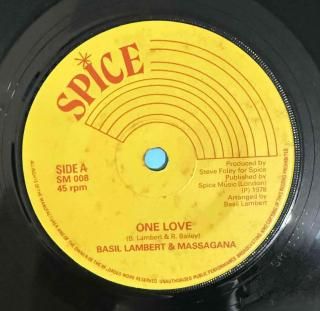 SPICE
SIDE A
SM 008
45 rpm
Produced by
Steve Foley for Spice
Published by
Spice Music (London)
(P) 1978
Arranged by
Basil Lambert
ONE LOVE
(B. Lambert & R. Bailey)
BASIL LAMBERT & MASSAGANA